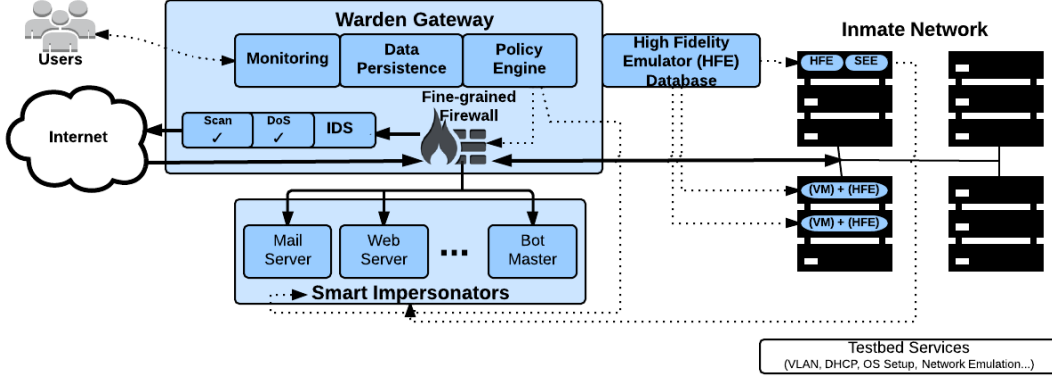 Warden Gateway
Users
Monitoring
Data
Persistence
Policy
Engine
High Fidelity
Emulator (HFE)
Database
Inmate Network
HFE
SEE
Fine-grained
Firewall
Internet
Scan
✓
DoS
✓
IDS
(VM) + (HFE)
(VM) + (HFE)
Mail
Server
Web
Server
...
Bot
Master
Smart Impersonators
Testbed Services
(VLAN, DHCP, OS Setup, Network Emulation...)